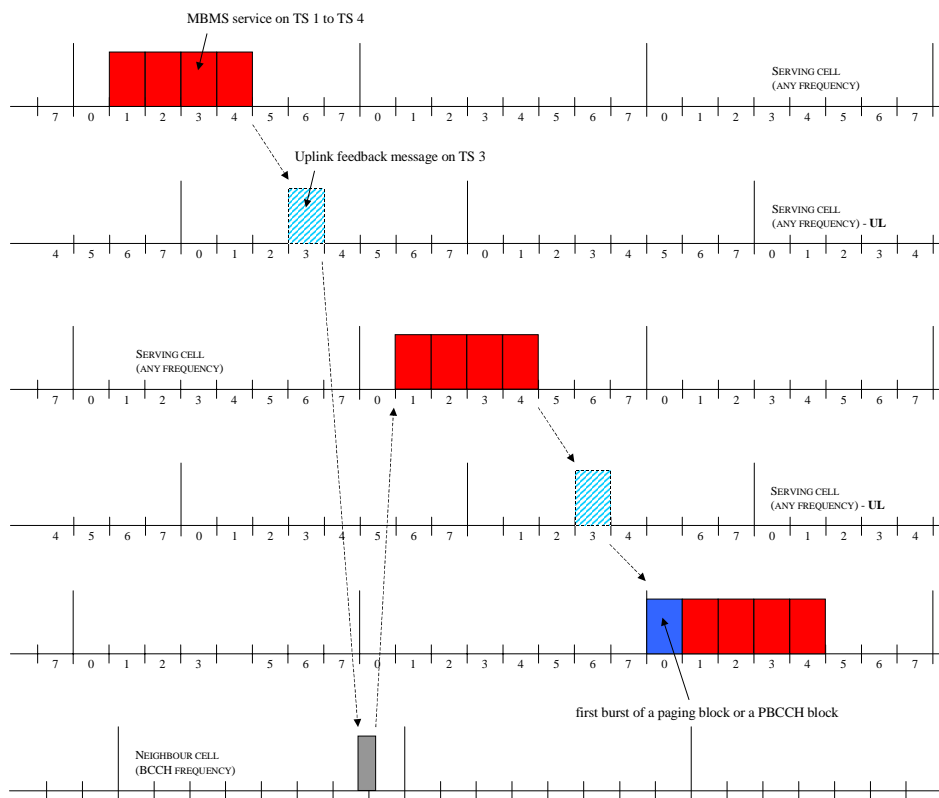 MBMS service on TS 1 to TS 4
SERVING CELL
(ANY FREQUENCY)
7 0 1 2 3 4 5 6 7 0 1 2 3 4 5 6 7 0 1 2 3 4 5 6 7
Uplink feedback message on TS 3
SERVING CELL
(ANY FREQUENCY) - UL
4 5 6 7 0 1 2 3 4 5 6 7 0 1 2 3 4 5 6 7 0 1 2 3 4
SERVING CELL
(ANY FREQUENCY)
7 0 1 2 3 4 5 6 7 0 1 2 3 4 5 6 7 0 1 2 3 4 5 6 7
SERVING CELL
(ANY FREQUENCY) - UL
4 5 6 7 0 1 2 3 4 5 6 7 1 2 3 4 5 6 7 0 1 2 3 4
7 0 1 2 3 5 6 7 0 1 2 3 4 5 6 7 0 1 2 3 4 5 6 7
first burst of a paging block or a PBCCH block
NEIGHBOUR CELL
(BCCH FREQUENCY)